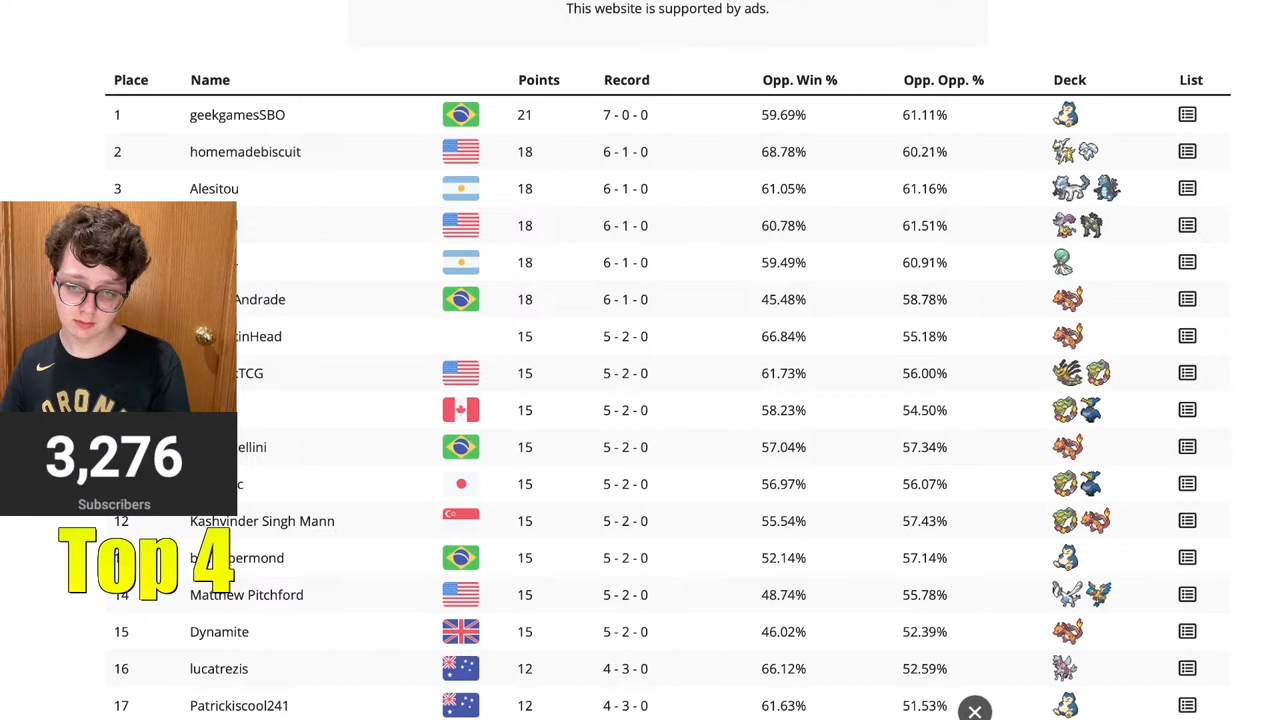 This website is supported by ads.
Place Name Points Record Opp. Win % Opp. Opp. % Deck List
1 geekgamesSBO 21 7 - 0 - 0 59.69% 61.11%
2 homemadebiscuit 18 6 - 1 - 0 68.78% 60.21%
3 Alesitou 18 6 - 1 - 0 61.05% 61.16%
18 6 - 1 - 0 60.78% 61.51%
18 6 - 1 - 0 59.49% 60.91%
Andrade 18 6 - 1 - 0 45.48% 58.78%
kinHead 15 5 - 2 - 0 66.84% 55.18%
TCG 15 5 - 2 - 0 61.73% 56.00%
15 5 - 2 - 0 58.23% 54.50%
ellini 15 5 - 2 - 0 57.04% 57.34%
c 15 5 - 2 - 0 56.97% 56.07%
12 Kashvinder Singh Mann 15 5 - 2 - 0 55.54% 57.43%
ermond 15 5 - 2 - 0 52.14% 57.14%
14 Matthew Pitchford 15 5 - 2 - 0 48.74% 55.78%
15 Dynamite 15 5 - 2 - 0 46.02% 52.39%
16 lucatrezis 12 4 - 3 - 0 66.12% 52.59%
17 Patrickiscool241 12 4 - 3 - 0 61.63% 51.53%
3,276
Subscribers
Top 4